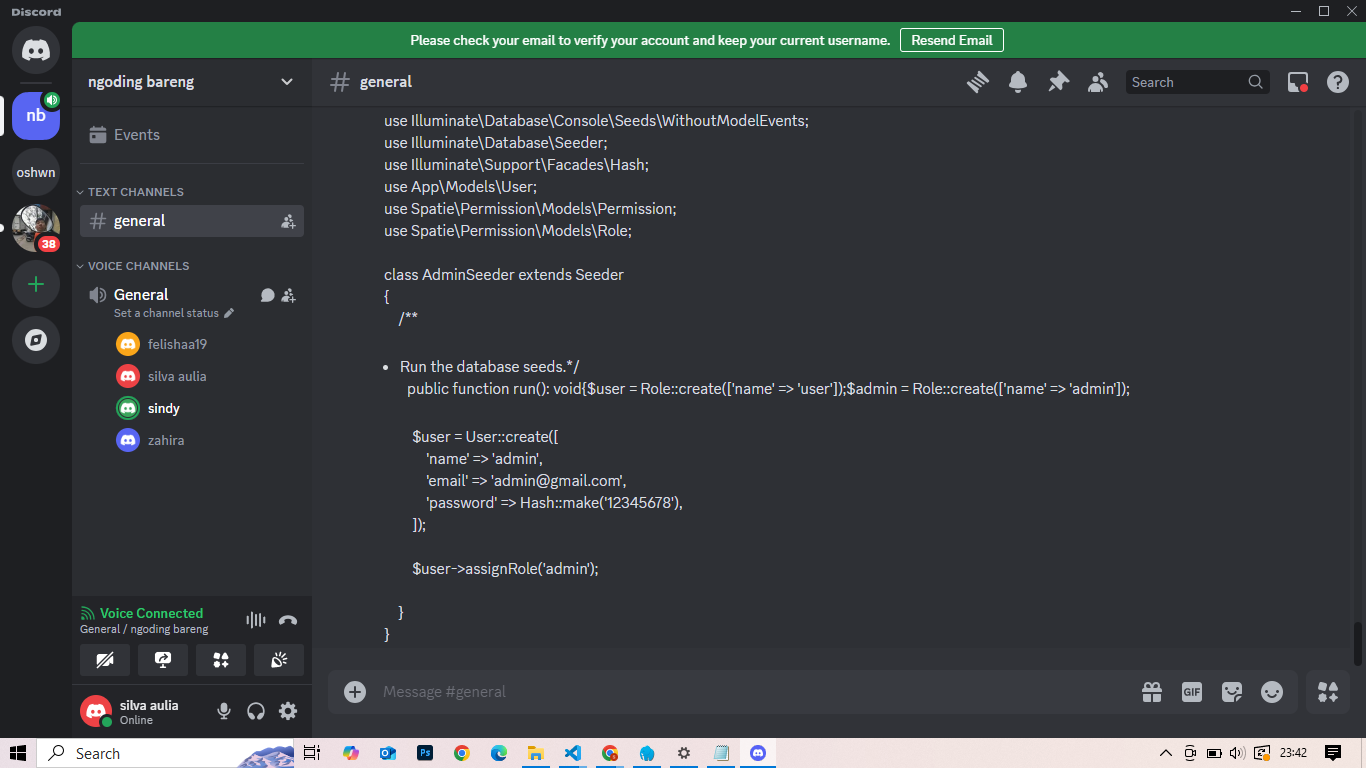 Discord
Please check your email to verify your account and keep your current username.
Resend Email
nb
oshwn
38
ngoding bareng
Events
TEXT CHANNELS
general
VOICE CHANNELS
General
Set a channel status
felishaa19
silva aulia
sindy
zahira
Voice Connected
General / ngoding bareng
silva aulia
Online
# general
Search
use Illuminate\Database\Console\Seeds\WithoutModelEvents;
use Illuminate\Database\Seeder;
use Illuminate\Support\Facades\Hash;
use App\Models\User;
use Spatie\Permission\Models\Permission;
use Spatie\Permission\Models\Role;
class AdminSeeder extends Seeder
{
/**
• Run the database seeds.*/
public function run(): void{$user = Role::create(['name' => 'user']);$admin = Role::create(['name' => 'admin']);
$user = User::create([
'name' => 'admin',
'email' => 'admin@gmail.com',
'password' => Hash::make('12345678'),
]);
$user->assignRole('admin');
}
}
Message #general
GIF
Search
Ps
23:42